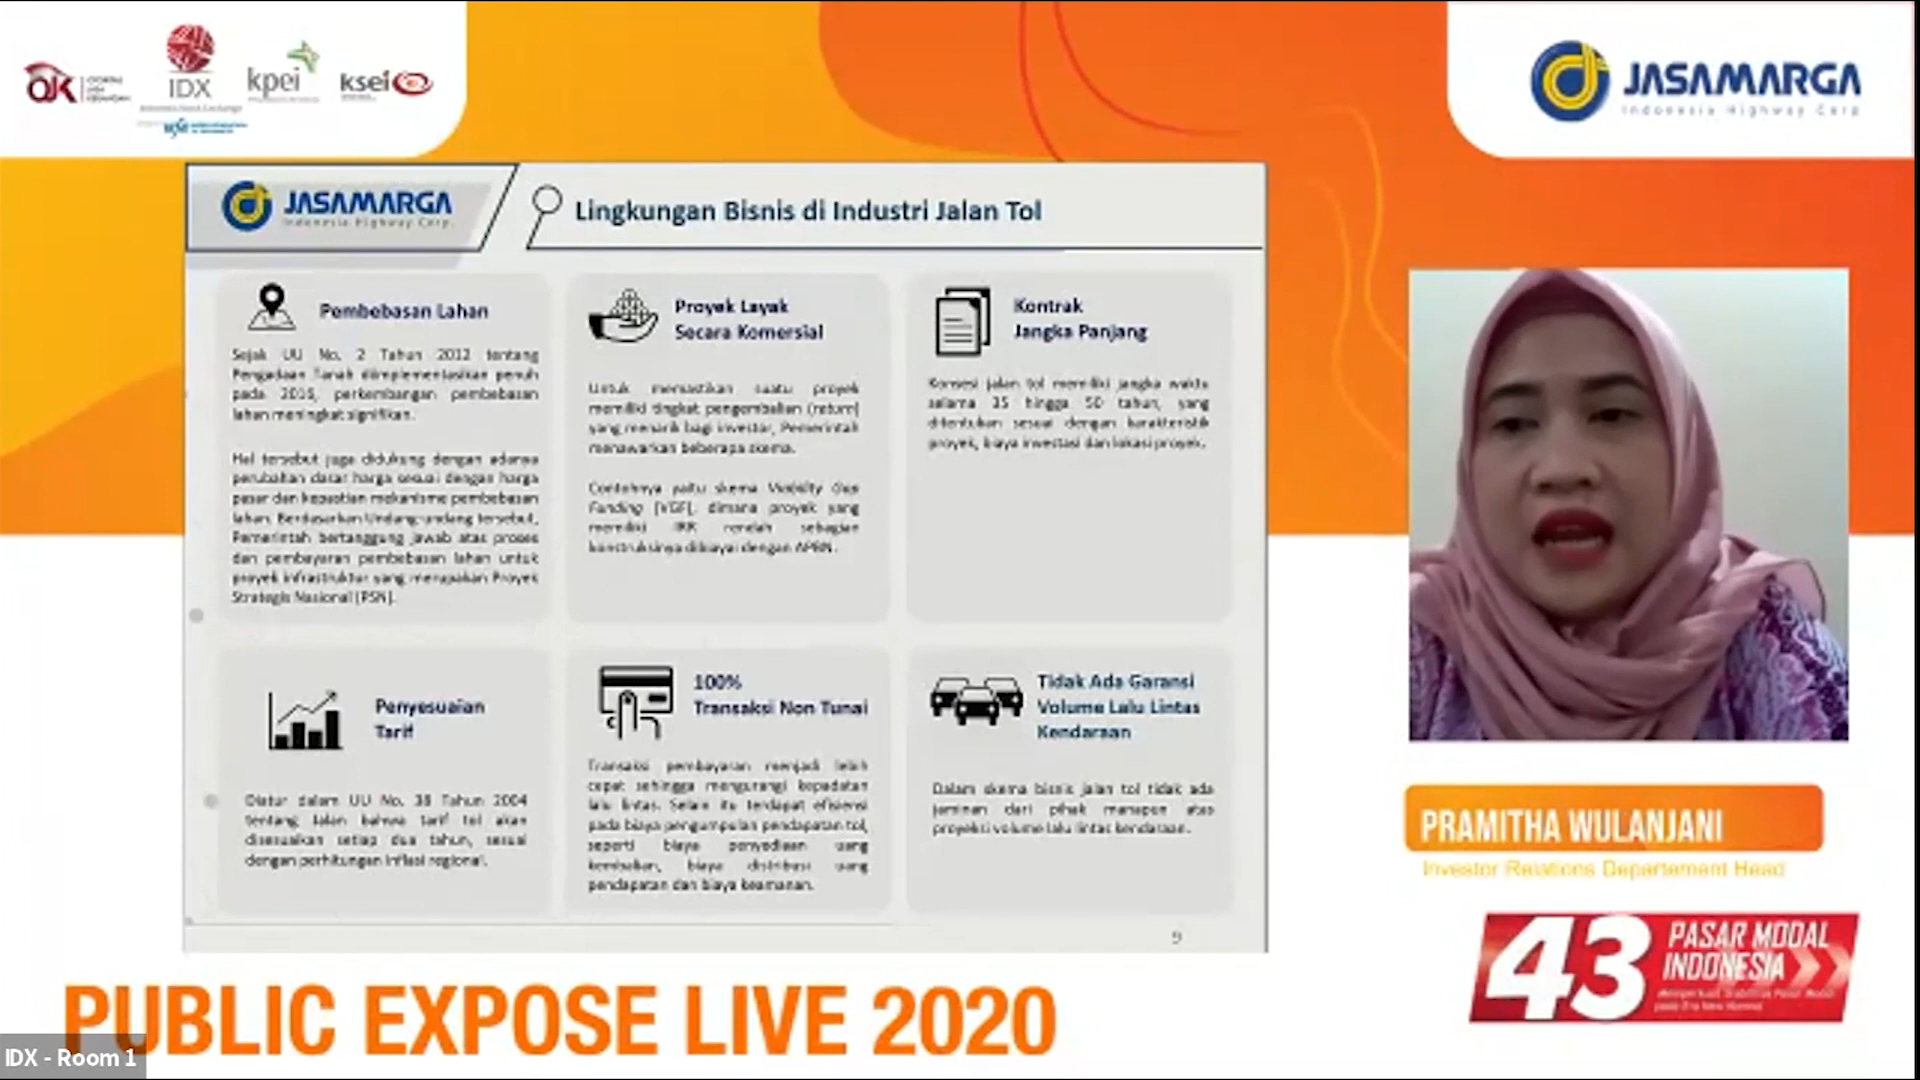 OJK OTORITAS JASA KEUANGAN
IDX
kpei
ksei
JASAMARGA
Indonesia Highway Corp
JASAMARGA
Indonesia Highway Corp.
Lingkungan Bisnis di Industri Jalan Tol
Pembebasan Lahan
Sejak UU No. 2 Tahun 2012 tentang
Pengadaan Tanah diimplementasikan penuh
pada 2016, perkembangan pembebasan
lahan meningkat signifikan.
Hal tersebut juga didukung dengan adanya
perubahan dasar harga sesuai dengan harga
pasar dan kepastian mekanisme pembebasan
lahan. Berdasarkan Undang-undang tersebut,
Pemerintah bertanggung jawab atas proses
dan pembayaran pembebasan lahan untuk
proyek infrastruktur yang merupakan Proyek
Strategis Nasional (PSN).
Proyek Layak
Secara Komersial
Untuk memastikan suatu proyek
memiliki tingkat pengembalian (return)
yang menarik bagi investor, Pemerintah
menawarkan beberapa skema.
Contohnya yaitu skema Viability Gap
Funding (VGF), dimana proyek yang
memiliki IRR rendah sebagian
konstruksinya dibiayai dengan APBN.
Kontrak
Jangka Panjang
Konsesi jalan tol memiliki jangka waktu
selama 35 hingga 50 tahun, yang
ditentukan sesuai dengan karakteristik
proyek, biaya investasi dan lokasi proyek.
Penyesuaian
Tarif
Diatur dalam UU No. 38 Tahun 2004
tentang Jalan bahwa tarif tol akan
disesuaikan setiap dua tahun, sesuai
dengan perhitungan inflasi regional.
100%
Transaksi Non Tunai
Transaksi pembayaran menjadi lebih
cepat sehingga mengurangi kepadatan
lalu lintas. Selain itu terdapat efisiensi
pada biaya pengumpulan pendapatan tol,
seperti biaya penyediaan uang
kembalian, biaya distribusi uang
pendapatan dan biaya keamanan.
Tidak Ada Garansi
Volume Lalu Lintas
Kendaraan
Dalam skema bisnis jalan tol tidak ada
jaminan dari pihak manapun atas
proyeksi volume lalu lintas kendaraan.
9
PRAMITHA WULANJANI
Investor Relations Departement Head
43 PASAR MODAL
INDONESIA
PUBLIC EXPOSE LIVE 2020
IDX - Room 1